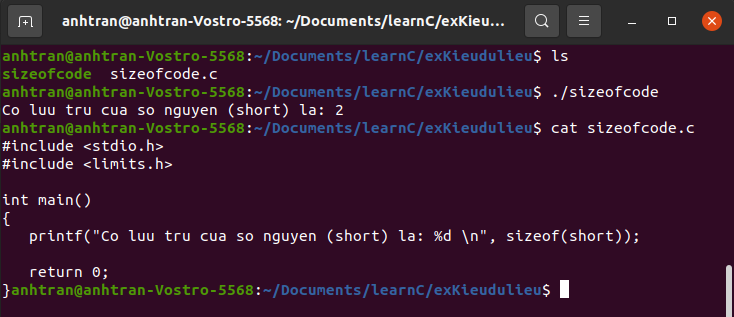 anhtran@anhtran-Vostro-5568: ~/Documents/learnC/exKieu...
anhtran@anhtran-Vostro-5568:~/Documents/learnC/exKieudulieu$ ls
sizeofcode  sizeofcode.c
anhtran@anhtran-Vostro-5568:~/Documents/learnC/exKieudulieu$ ./sizeofcode
Co luu tru cua so nguyen (short) la: 2
anhtran@anhtran-Vostro-5568:~/Documents/learnC/exKieudulieu$ cat sizeofcode.c
#include <stdio.h>
#include <limits.h>
int main()
{
   printf("Co luu tru cua so nguyen (short) la: %d \n", sizeof(short));
   return 0;
}anhtran@anhtran-Vostro-5568:~/Documents/learnC/exKieudulieu$